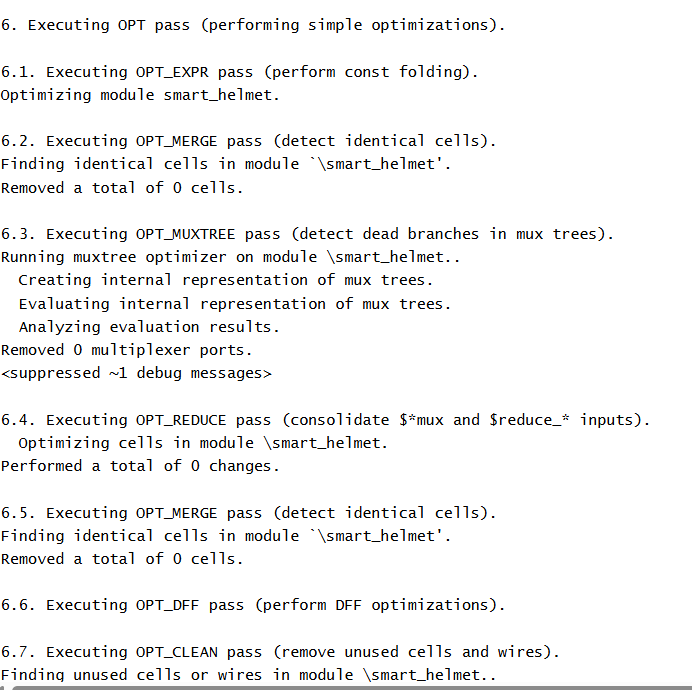 6. Executing OPT pass (performing simple optimizations).
6.1. Executing OPT_EXPR pass (perform const folding).
Optimizing module smart_helmet.
6.2. Executing OPT_MERGE pass (detect identical cells).
Finding identical cells in module `\smart_helmet'.
Removed a total of 0 cells.
6.3. Executing OPT_MUXTREE pass (detect dead branches in mux trees).
Running muxtree optimizer on module \smart_helmet..
  Creating internal representation of mux trees.
  Evaluating internal representation of mux trees.
  Analyzing evaluation results.
Removed 0 multiplexer ports.
<suppressed ~1 debug messages>
6.4. Executing OPT_REDUCE pass (consolidate $*mux and $reduce_* inputs).
  Optimizing cells in module \smart_helmet.
Performed a total of 0 changes.
6.5. Executing OPT_MERGE pass (detect identical cells).
Finding identical cells in module `\smart_helmet'.
Removed a total of 0 cells.
6.6. Executing OPT_DFF pass (perform DFF optimizations).
6.7. Executing OPT_CLEAN pass (remove unused cells and wires).
Finding unused cells or wires in module \smart_helmet..